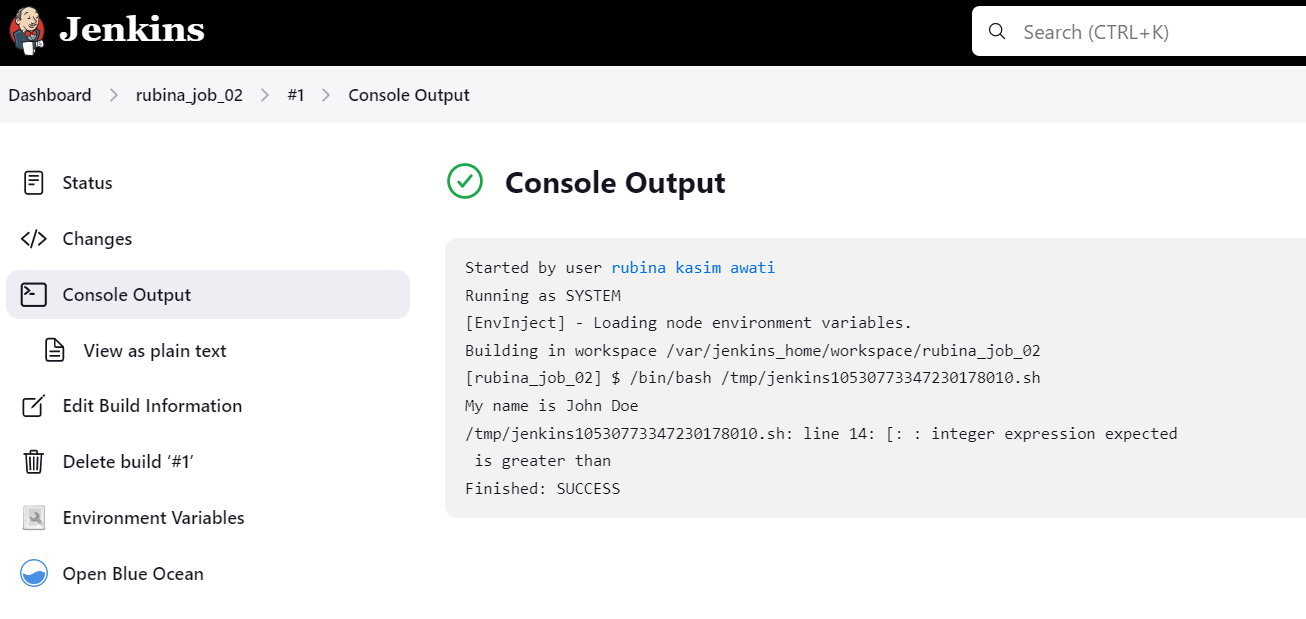 Jenkins
Search (CTRL+K)
Dashboard > rubina_job_02 > #1 > Console Output
Status
Changes
Console Output
View as plain text
Edit Build Information
Delete build ‘#1’
Environment Variables
Open Blue Ocean
Console Output
Started by user rubina kasim awati
Running as SYSTEM
[EnvInject] - Loading node environment variables.
Building in workspace /var/jenkins_home/workspace/rubina_job_02
[rubina_job_02] $ /bin/bash /tmp/jenkins10530773347230178010.sh
My name is John Doe
/tmp/jenkins10530773347230178010.sh: line 14: [: : integer expression expected
 is greater than
Finished: SUCCESS